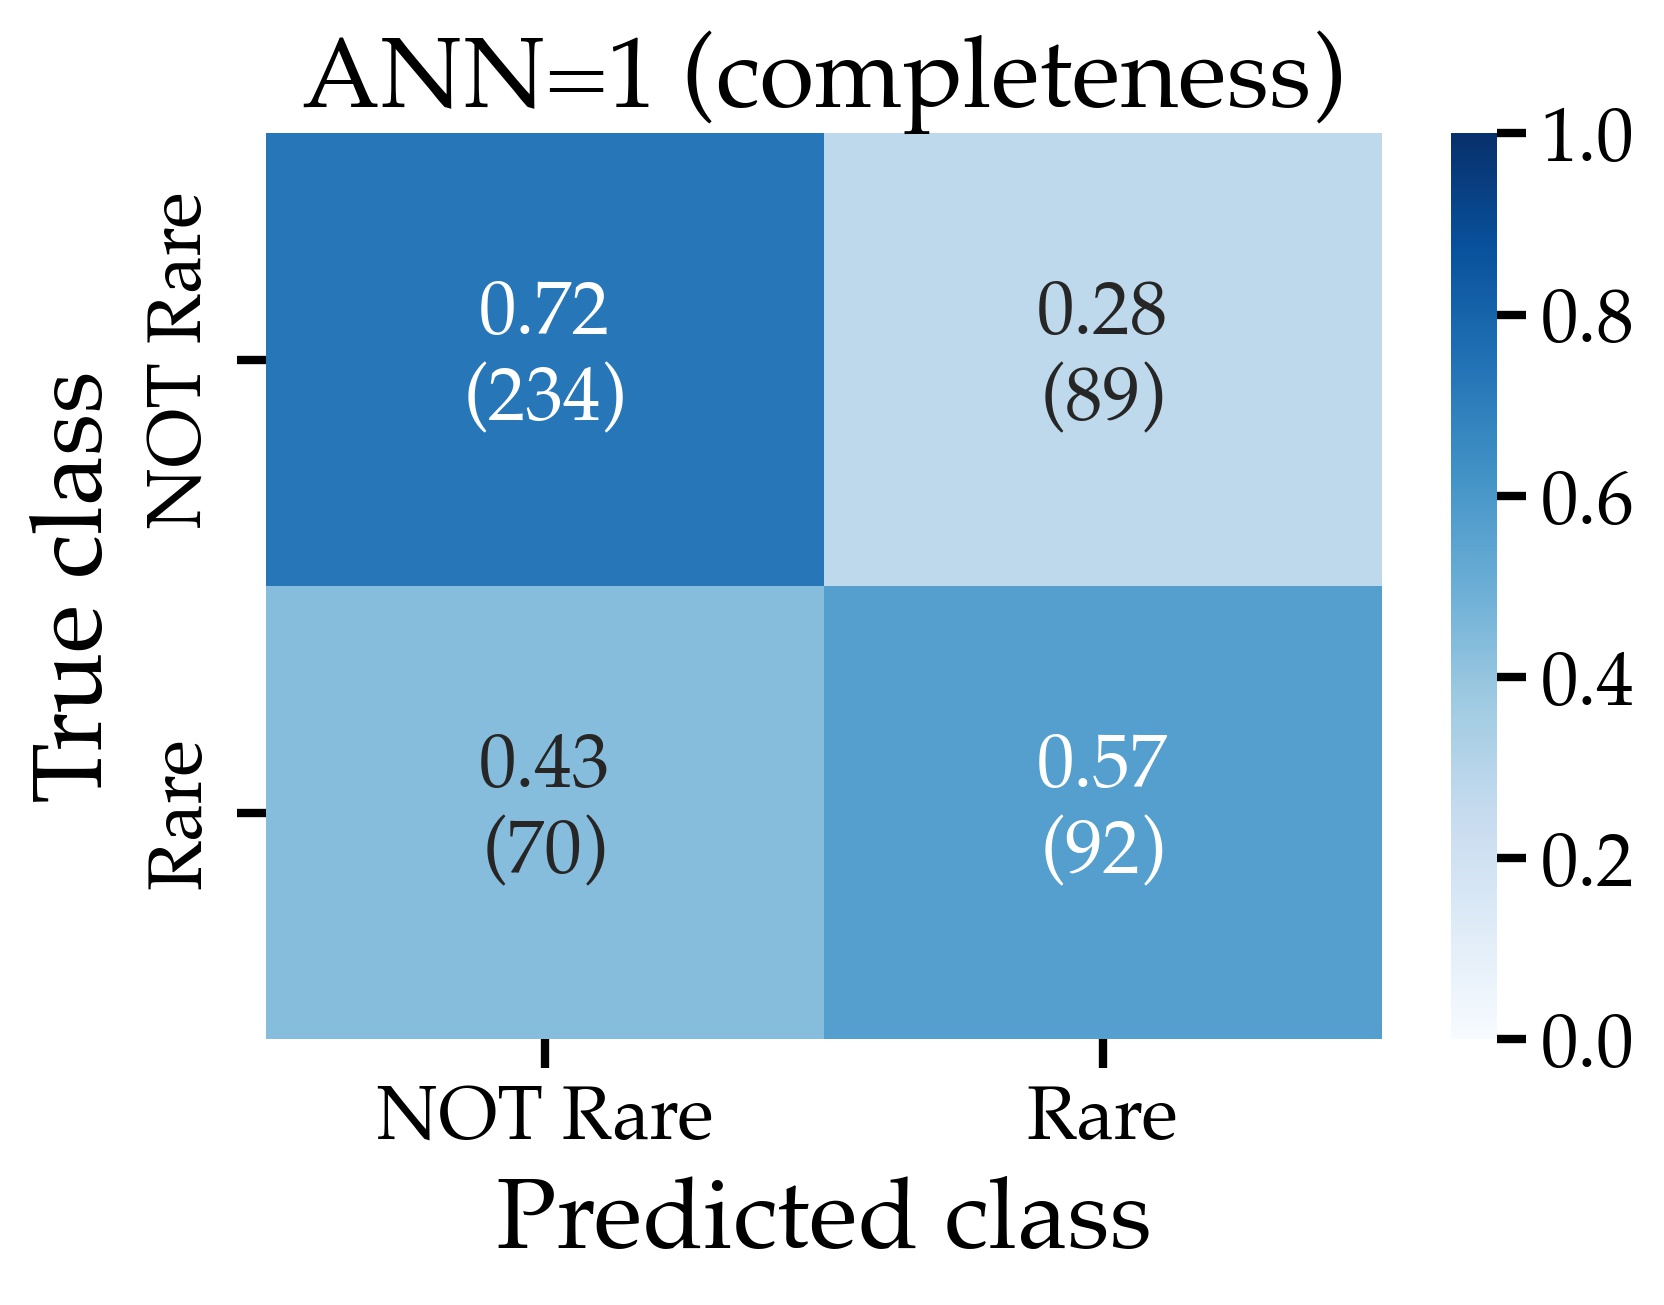 ANN=1 (completeness)
True class
NOT Rare
0.72
(234)
0.28
(89)
Rare
0.43
(70)
0.57
(92)
NOT Rare
Rare
Predicted class
1.0
0.8
0.6
0.4
0.2
0.0